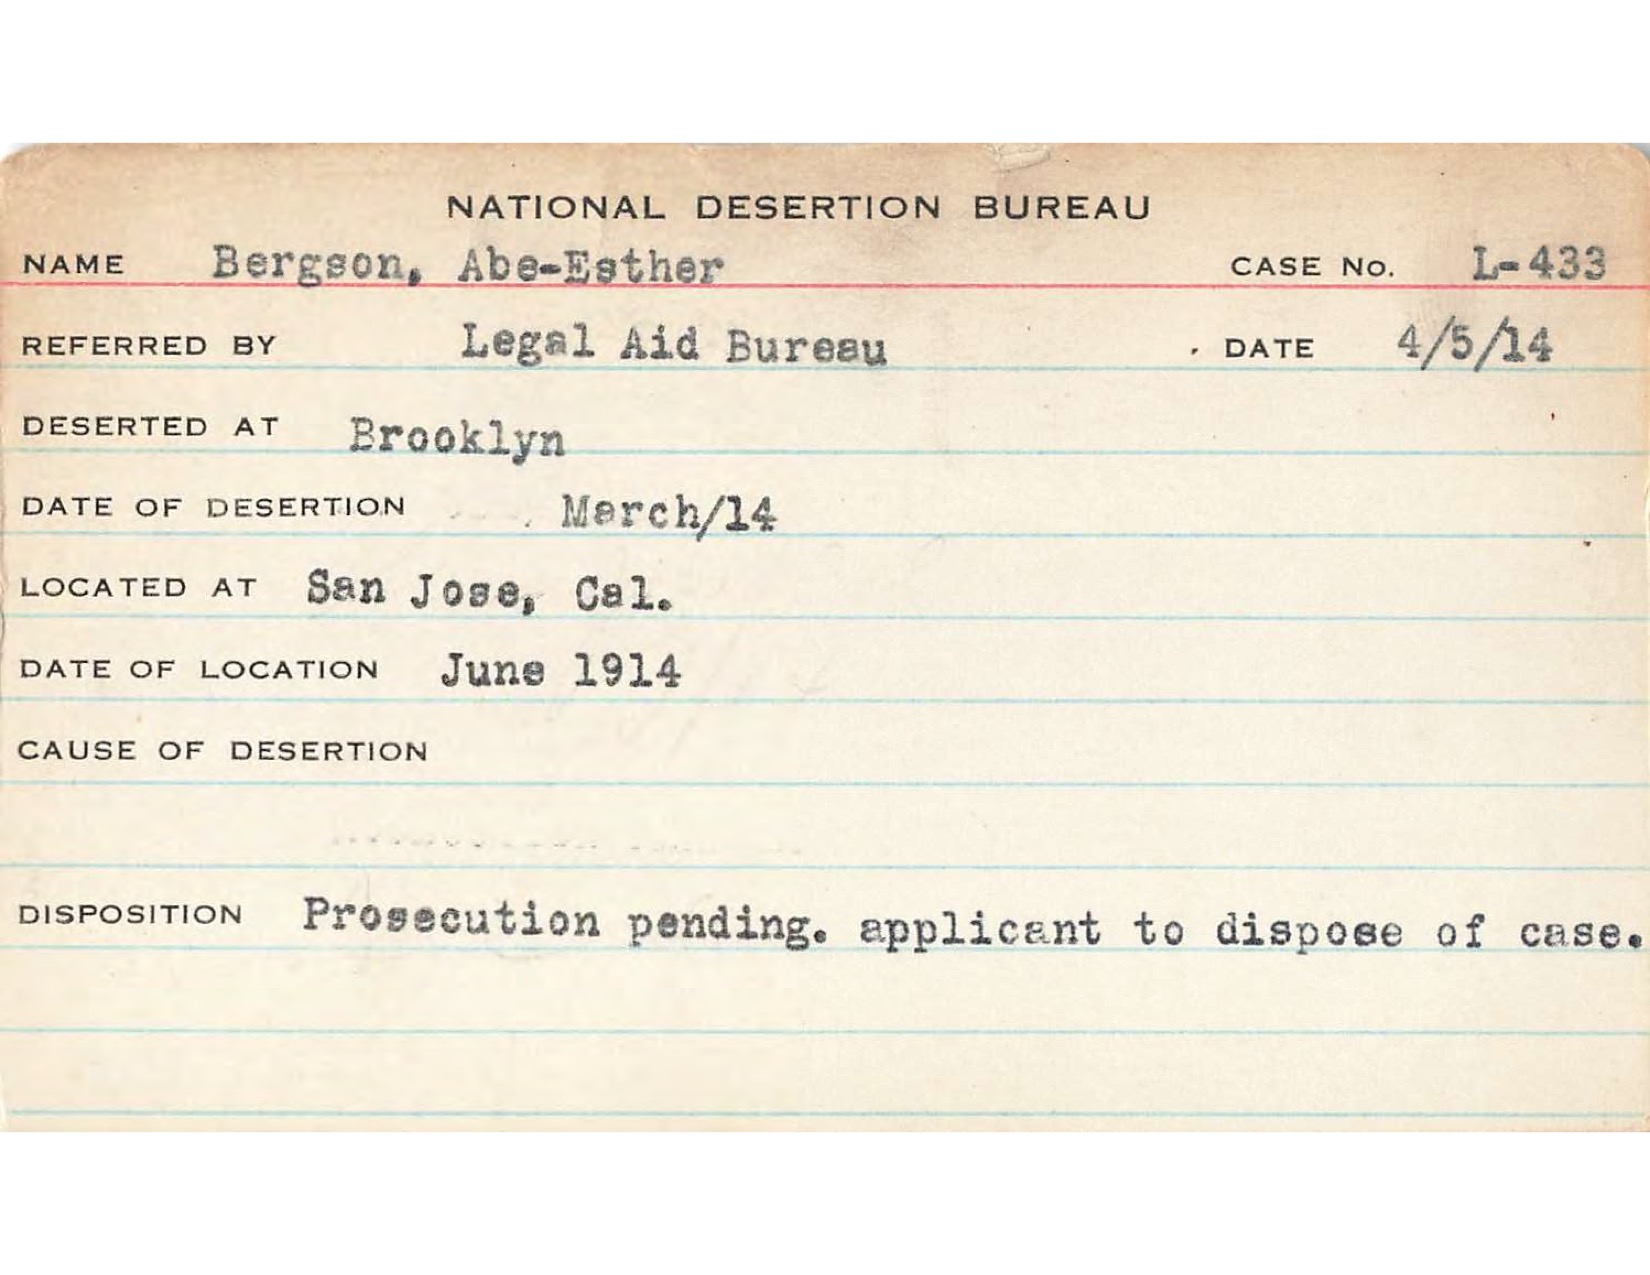 NATIONAL DESERTION BUREAU
NAME Bergson, Abe-Esther CASE No. L-433
REFERRED BY Legal Aid Bureau DATE 4/5/14
DESERTED AT Brooklyn
DATE OF DESERTION March/14
LOCATED AT San Jose, Cal.
DATE OF LOCATION June 1914
CAUSE OF DESERTION
DISPOSITION Prosecution pending. applicant to dispose of case.